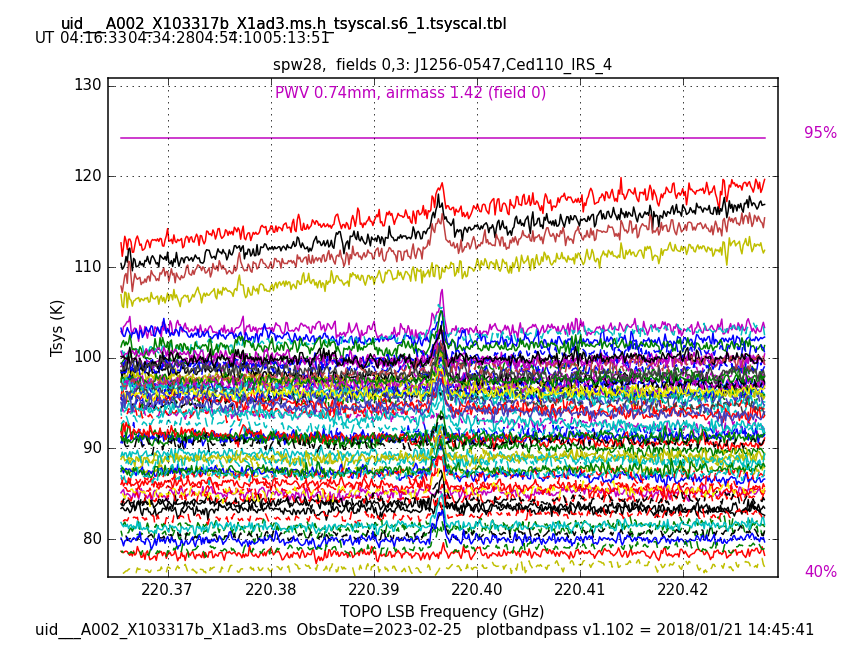 uid___A002_X103317b_X1ad3.ms.h_tsyscal.s6_1.tsyscal.tbl
UT 04:16:33 04:34:28 04:54:10 05:13:51
spw28,  fields 0,3: J1256-0547,Ced110_IRS_4
130
PWV 0.74mm, airmass 1.42 (field 0)
95%
120
110
Tsys (K)
100
90
80
40%
220.37 220.38 220.39 220.40 220.41 220.42
TOPO LSB Frequency (GHz)
uid___A002_X103317b_X1ad3.ms  ObsDate=2023-02-25   plotbandpass v1.102 = 2018/01/21 14:45:41